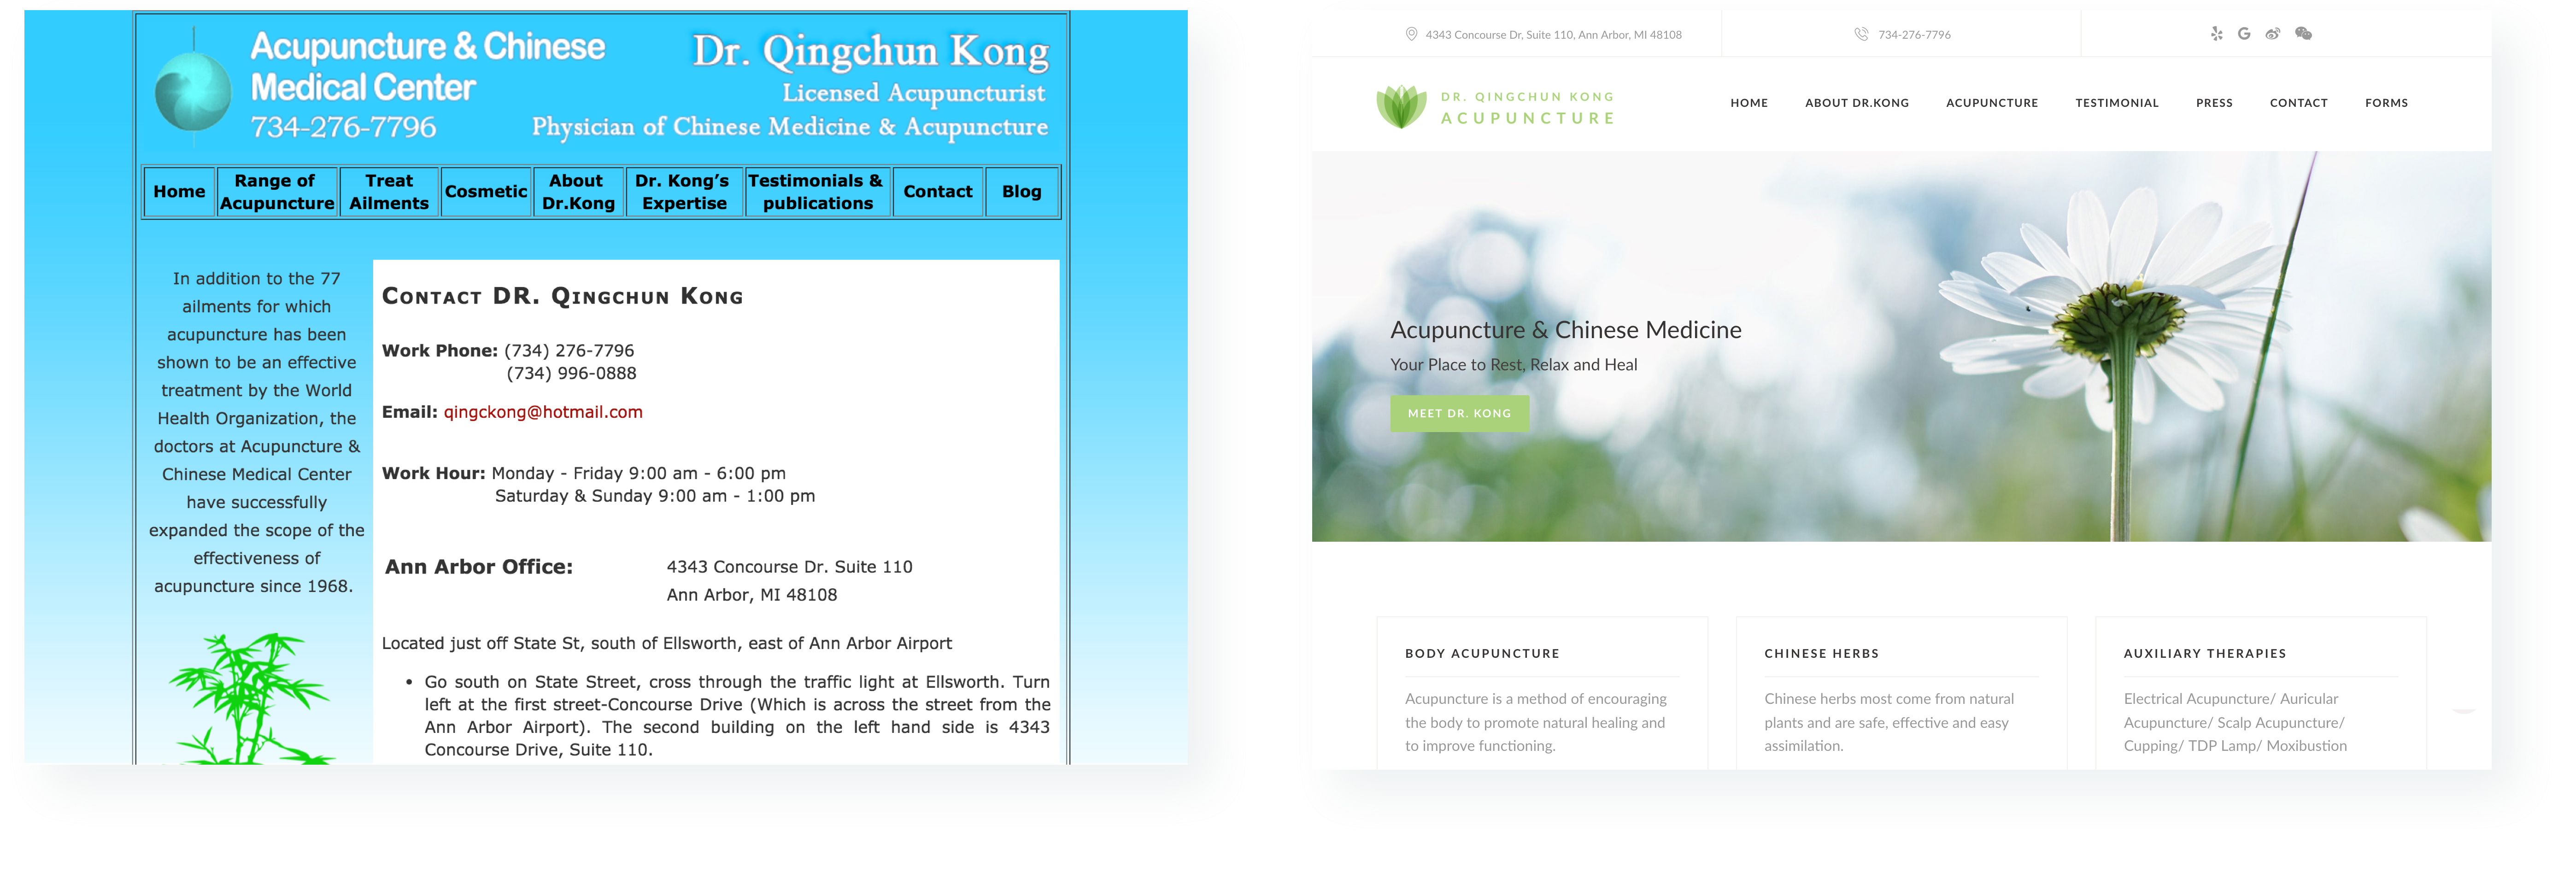 Acupuncture & Chinese
Medical Center
734-276-7796
Dr. Qingchun Kong
Licensed Acupuncturist
Physician of Chinese Medicine & Acupuncture
Home
Range of
Acupuncture
Treat
Ailments
Cosmetic
About
Dr.Kong
Dr. Kong's
Expertise
Testimonials &
publications
Contact
Blog
In addition to the 77
ailments for which
acupuncture has been
shown to be an effective
treatment by the World
Health Organization, the
doctors at Acupuncture &
Chinese Medical Center
have successfully
expanded the scope of the
effectiveness of
acupuncture since 1968.
Contact DR. Qingchun Kong
Work Phone: (734) 276-7796
(734) 996-0888
Email: qingckong@hotmail.com
Work Hour: Monday - Friday 9:00 am - 6:00 pm
Saturday & Sunday 9:00 am - 1:00 pm
Ann Arbor Office: 4343 Concourse Dr. Suite 110
Ann Arbor, MI 48108
Located just off State St, south of Ellsworth, east of Ann Arbor Airport
• Go south on State Street, cross through the traffic light at Ellsworth. Turn
left at the first street-Concourse Drive (Which is across the street from the
Ann Arbor Airport). The second building on the left hand side is 4343
Concourse Drive, Suite 110.
4343 Concourse Dr, Suite 110, Ann Arbor, MI 48108
734-276-7796
DR. QINGCHUN KONG
ACUPUNCTURE
HOME ABOUT DR.KONG ACUPUNCTURE TESTIMONIAL PRESS CONTACT FORMS
Acupuncture & Chinese Medicine
Your Place to Rest, Relax and Heal
MEET DR. KONG
BODY ACUPUNCTURE
Acupuncture is a method of encouraging
the body to promote natural healing and
to improve functioning.
CHINESE HERBS
Chinese herbs most come from natural
plants and are safe, effective and easy
assimilation.
AUXILIARY THERAPIES
Electrical Acupuncture/ Auricular
Acupuncture/ Scalp Acupuncture/
Cupping/ TDP Lamp/ Moxibustion